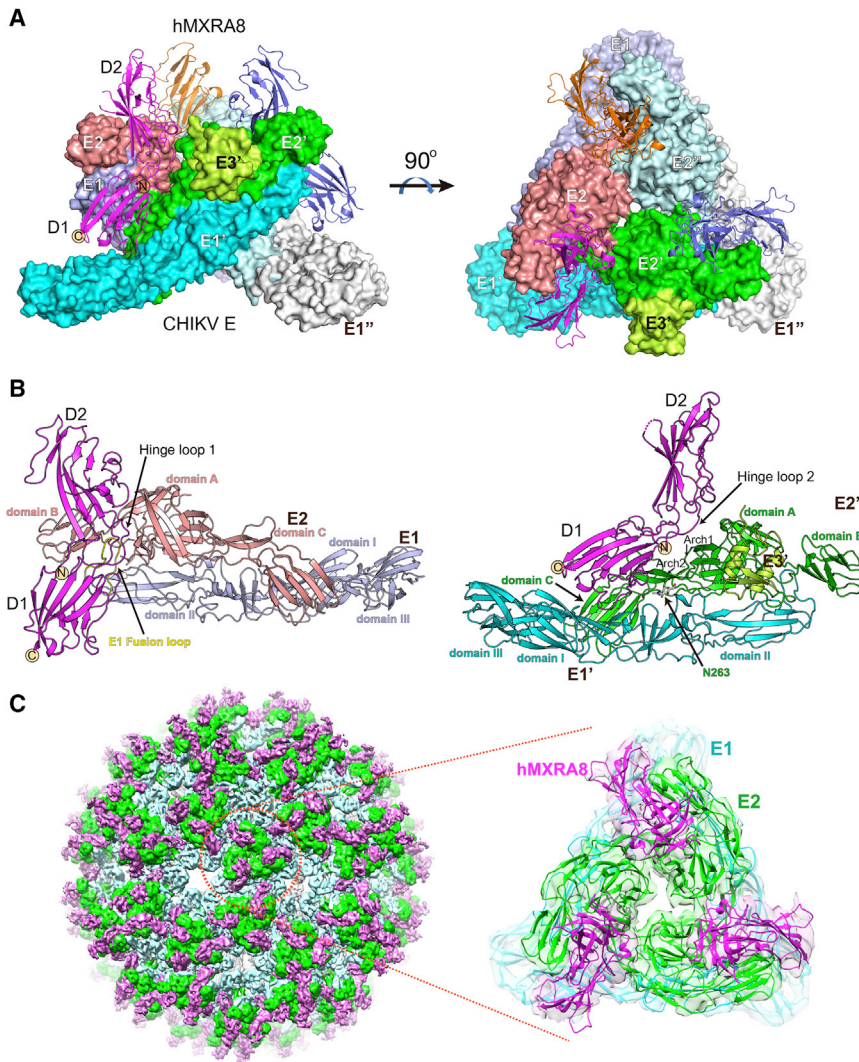 A
hMXRA8
D2
E2
E3'
E2'
E1
N
D1
C
E1'
CHIKV E
E1''
90°
E1
E2''
E2
E1'
E2'
E3'
E1''
B
D2
Hinge loop 1
domain A
domain B
E2
domain C
domain I
E1
N
D1
domain II
domain III
E1 Fusion loop
C
D2
Hinge loop 2
D1
domain A
E2'
N
Arch1
C
Arch2
E3'
domain B
domain C
domain III
domain I
domain II
E1'
N263
C
E1
hMXRA8
E2